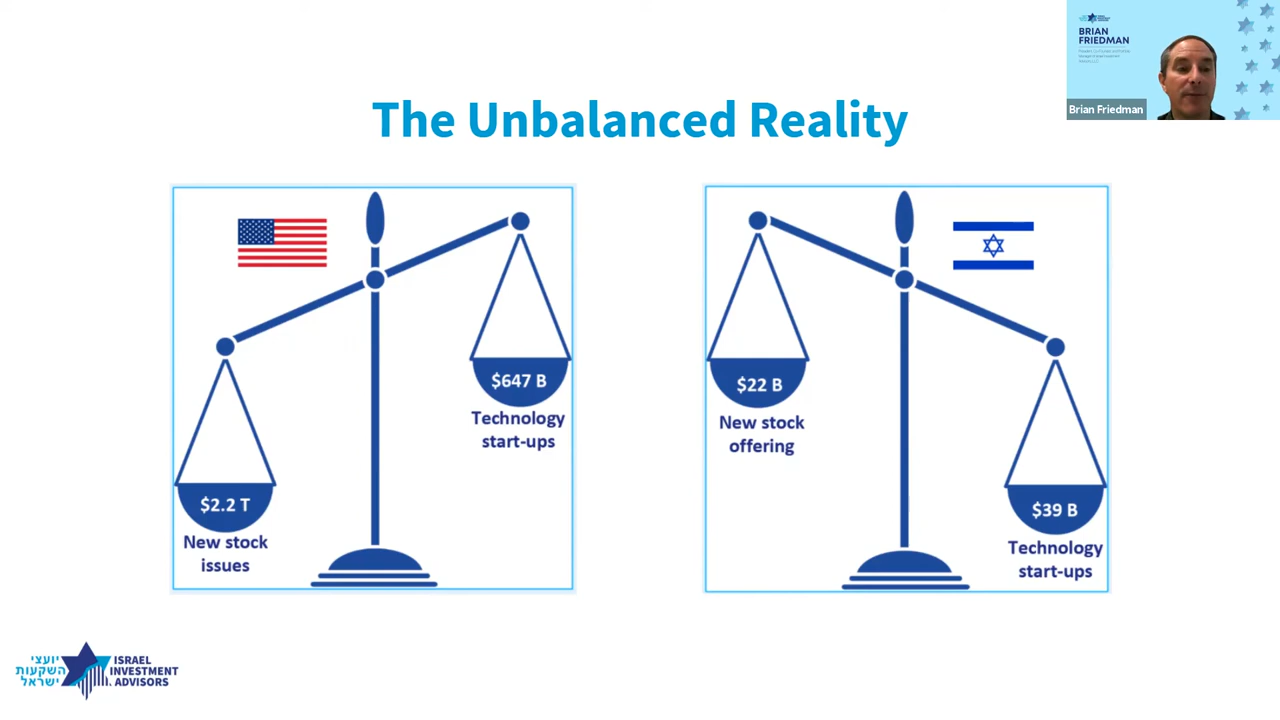 The Unbalanced Reality
$2.2 T
New stock
issues
$647 B
Technology
start-ups
$22 B
New stock
offering
$39 B
Technology
start-ups
יועצי
השקעות
ישראל
ISRAEL
INVESTMENT
ADVISORS
BRIAN
FRIEDMAN
Brian Friedman